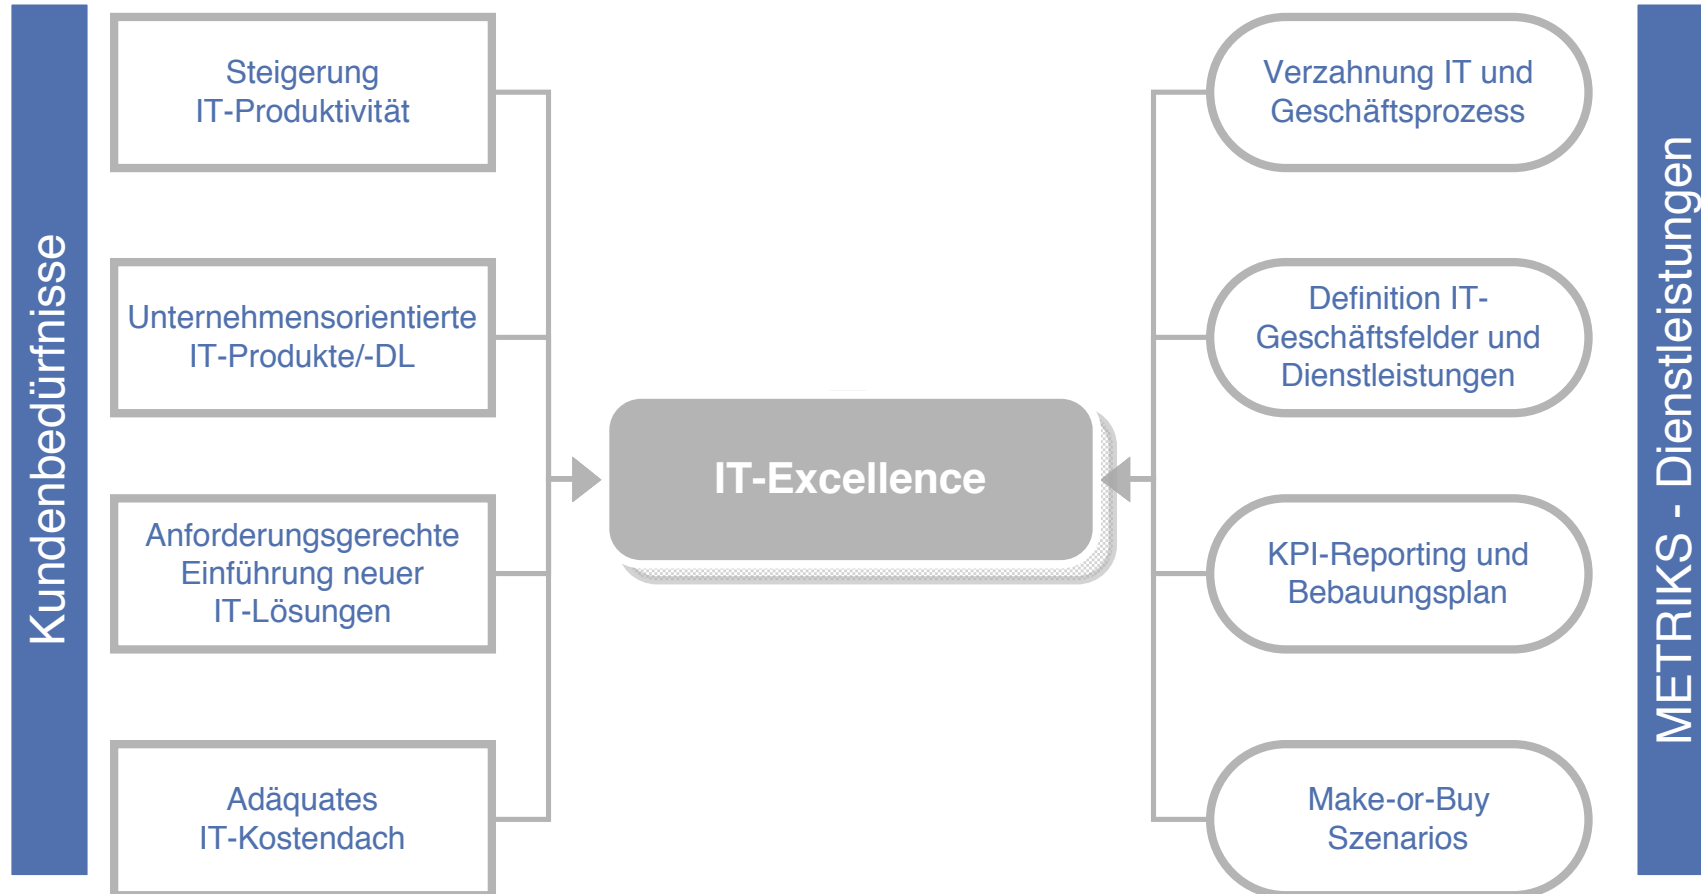 Kundenbedürfnisse
Steigerung
IT-Produktivität
Unternehmensorientierte
IT-Produkte/-DL
Anforderungsgerechte
Einführung neuer
IT-Lösungen
Adäquates
IT-Kostendach
IT-Excellence
Verzahnung IT und
Geschäftsprozess
Definition IT-
Geschäftsfelder und
Dienstleistungen
KPI-Reporting und
Bebauungsplan
Make-or-Buy
Szenarios
METRIKS - Dienstleistungen